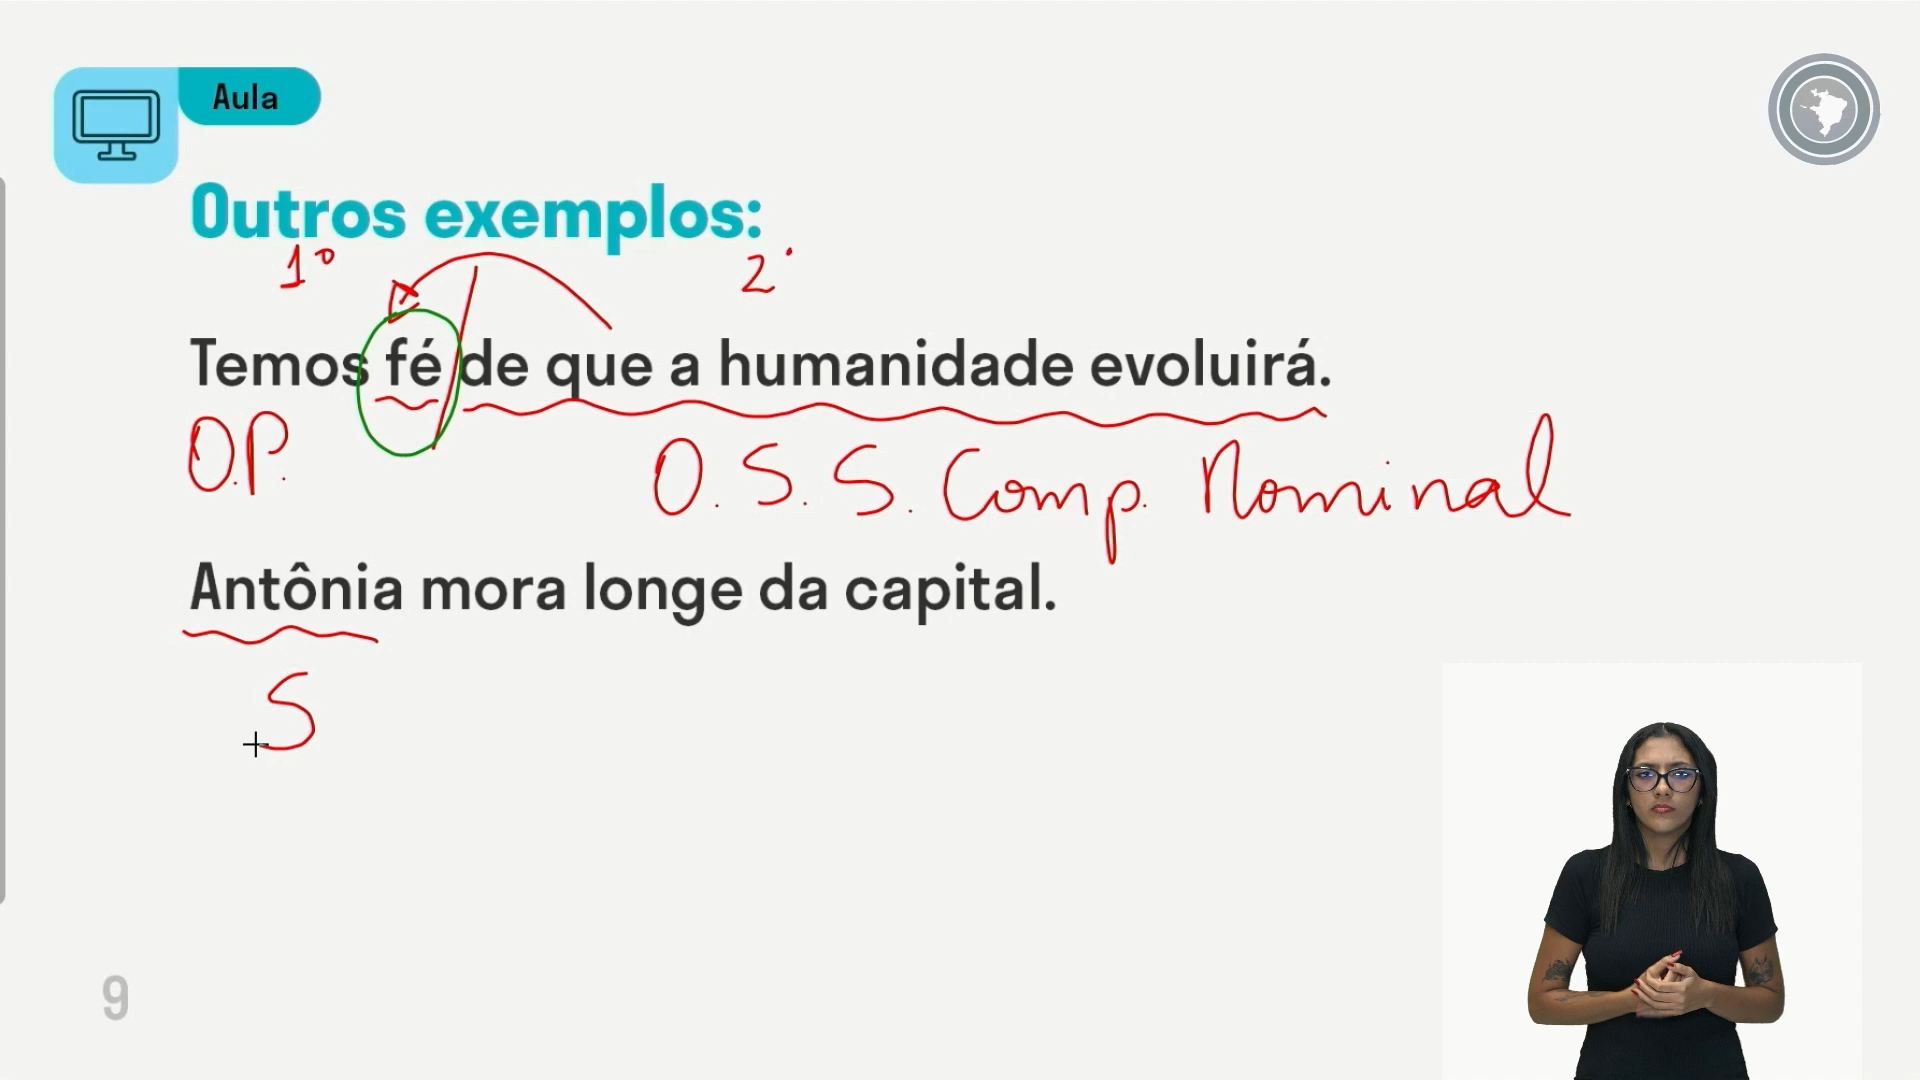 Aula
Outros exemplos:
1º 2º
Temos fé de que a humanidade evoluirá.
O.P. O. S. S. Comp. Nominal
Antônia mora longe da capital.
S
9